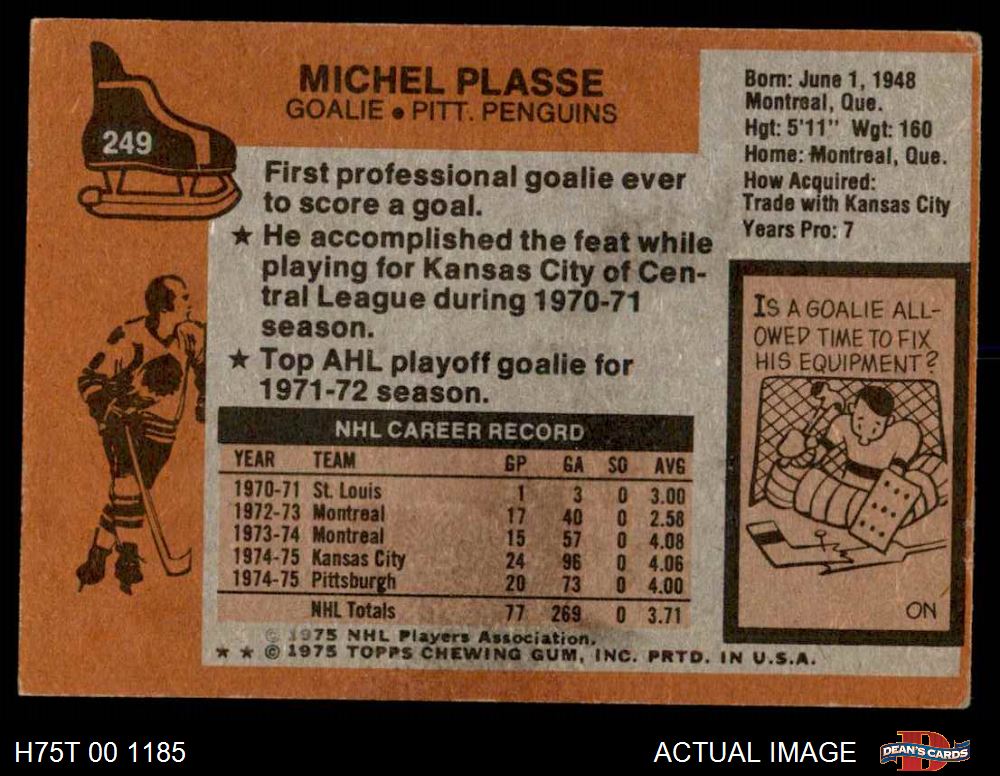 MICHEL PLASSE
GOALIE • PITT. PENGUINS
249
First professional goalie ever
to score a goal.
★ He accomplished the feat while
playing for Kansas City of Cen-
tral League during 1970-71
season.
★ Top AHL playoff goalie for
1971-72 season.
NHL CAREER RECORD
YEAR TEAM GP GA SO AVG
1970-71 St. Louis 1 3 0 3.00
1972-73 Montreal 17 40 0 2.58
1973-74 Montreal 15 57 0 4.08
1974-75 Kansas City 24 96 0 4.06
1974-75 Pittsburgh 20 73 0 4.00
NHL Totals 77 269 0 3.71
© 1975 NHL Players Association.
★ ★ © 1975 TOPPS CHEWING GUM, INC. PRTD. IN U.S.A.
Born: June 1, 1948
Montreal, Que.
Hgt: 5'11" Wgt: 160
Home: Montreal, Que.
How Acquired:
Trade with Kansas City
Years Pro: 7
IS A GOALIE ALL-
OWED TIME TO FIX
HIS EQUIPMENT?
ON
H75T 00 1185
ACTUAL IMAGE
D
DEAN'S CARDS